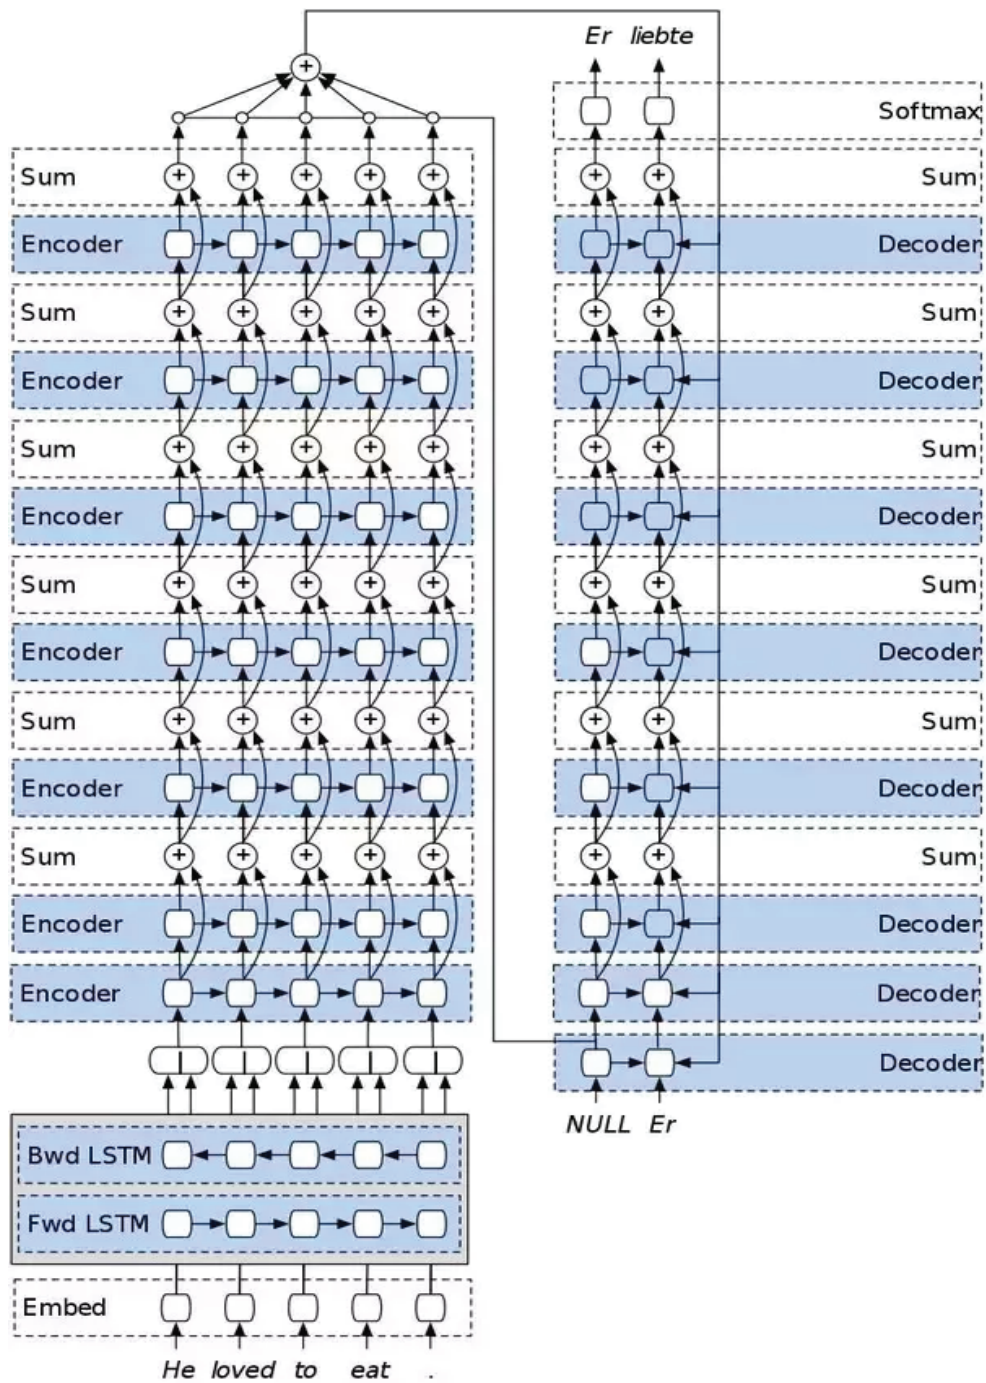 Er liebte
Softmax
Sum
Encoder
Sum
Encoder
Sum
Encoder
Sum
Encoder
Sum
Encoder
Sum
Encoder
Encoder
Sum
Decoder
Sum
Decoder
Sum
Decoder
Sum
Decoder
Sum
Decoder
Sum
Decoder
Decoder
Decoder
NULL Er
Bwd LSTM
Fwd LSTM
Embed
He loved to eat .